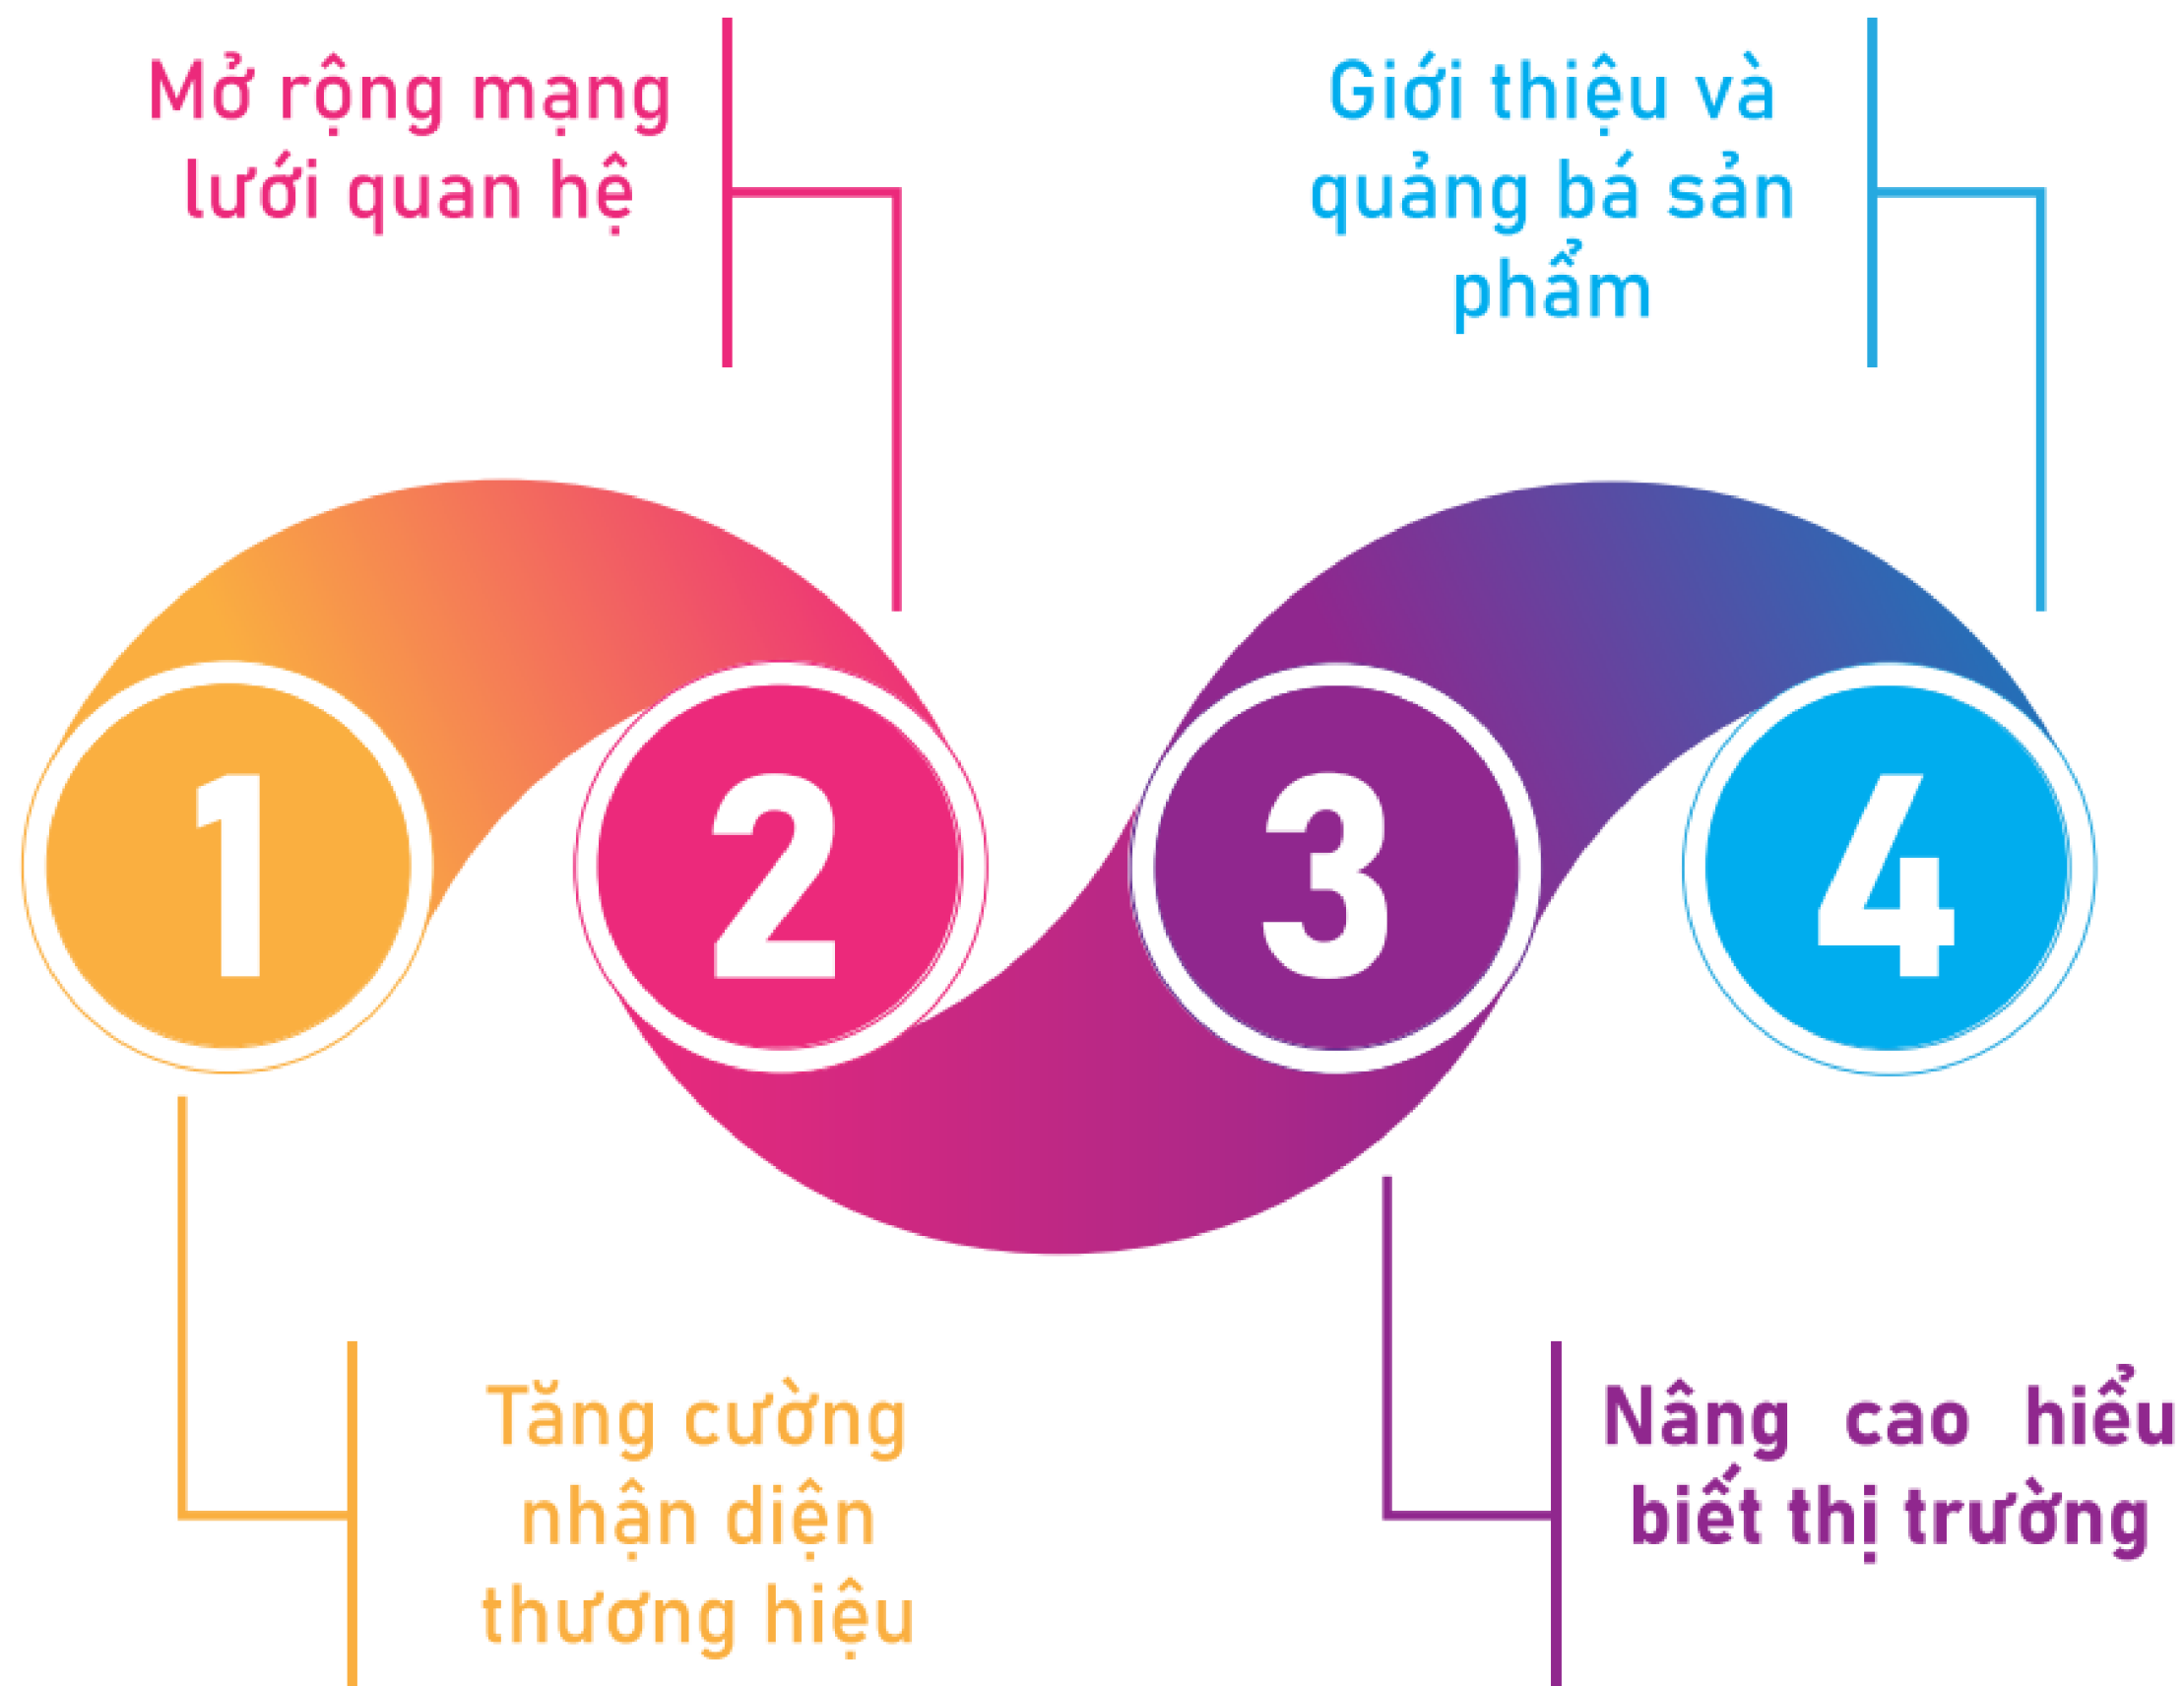 Mở rộng mạng
lưới quan hệ
Giới thiệu và
quảng bá sản
phẩm
1
2
3
4
Tăng cường
nhận diện
thương hiệu
Nâng cao hiểu
biết thị trường